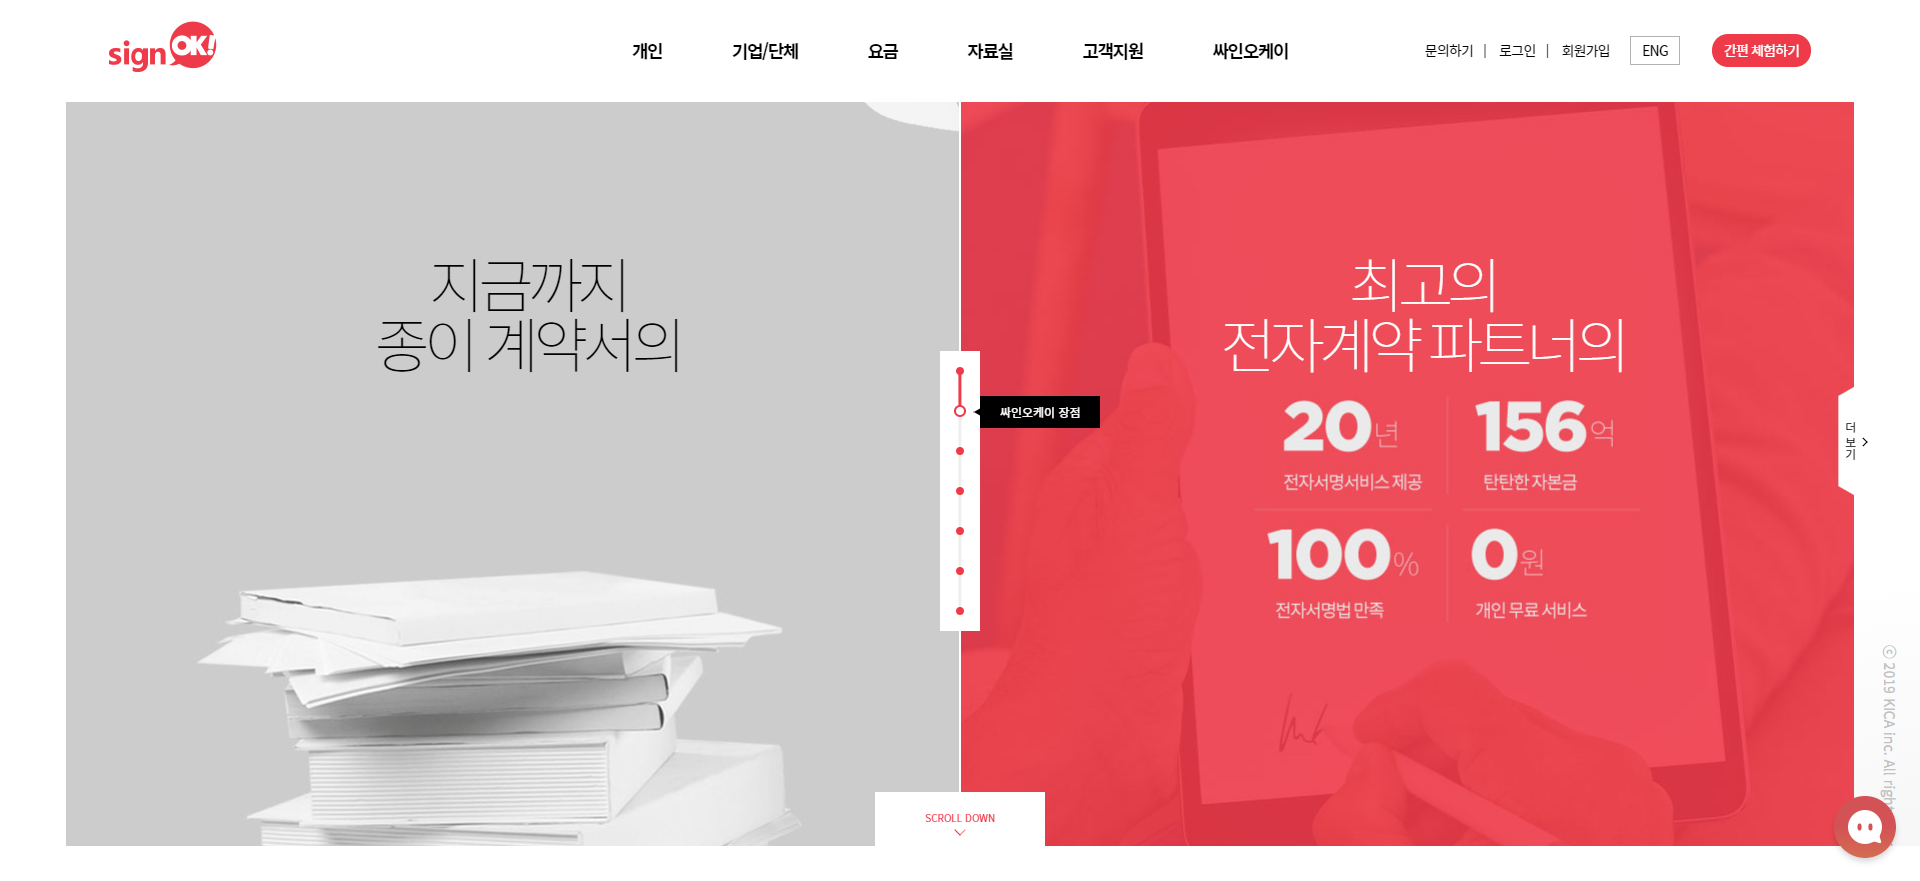 sign OK!
개인
기업/단체
요금
자료실
고객지원
싸인오케이
문의하기 | 로그인 | 회원가입
ENG
간편 체험하기
지금까지
종이 계약서의
최고의
전자계약 파트너의
싸인오케이 장점
20년
전자서명서비스 제공
156억
탄탄한 자본금
100%
전자서명법 만족
0원
개인 무료 서비스
더
보
기
SCROLL DOWN
ⓒ 2019 KICA inc. All right